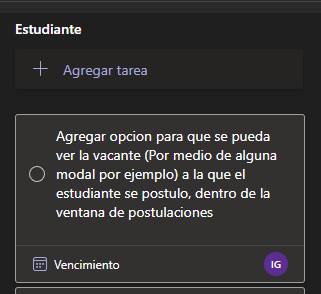 Estudiante
Agregar tarea
Agregar opcion para que se pueda
ver la vacante (Por medio de alguna
modal por ejemplo) a la que el
estudiante se postulo, dentro de la
ventana de postulaciones
Vencimiento
IG